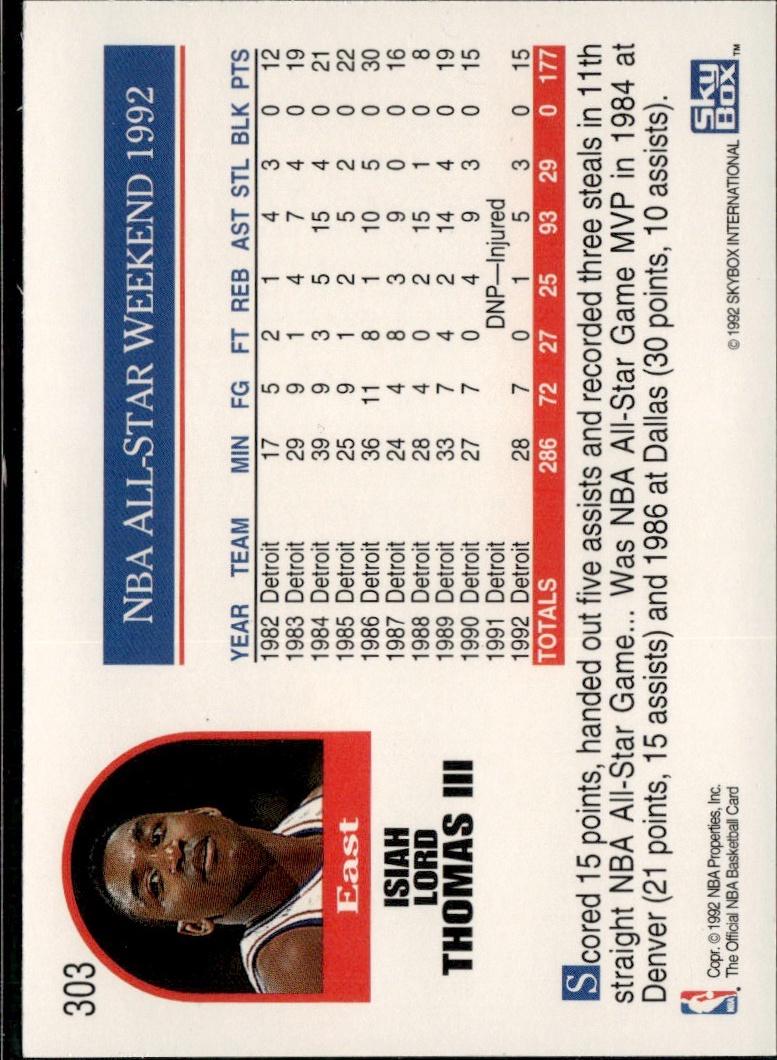 303
East
ISIAH
LORD
THOMAS III
NBA ALL-STAR WEEKEND 1992
YEAR TEAM MIN FG FT REB AST STL BLK PTS
1982 Detroit 17 5 2 1 4 3 0 12
1983 Detroit 29 9 1 4 7 4 0 19
1984 Detroit 39 9 3 5 15 4 0 21
1985 Detroit 25 9 1 2 5 2 0 22
1986 Detroit 36 11 8 1 10 5 0 30
1987 Detroit 24 4 8 3 9 0 0 16
1988 Detroit 28 4 0 2 15 1 0 8
1989 Detroit 33 7 4 2 14 4 0 19
1990 Detroit 27 7 0 4 9 3 0 15
1991 Detroit DNP—Injured
1992 Detroit 28 7 0 1 5 3 0 15
TOTALS 286 72 27 25 93 29 0 177
Scored 15 points, handed out five assists and recorded three steals in 11th
straight NBA All-Star Game.... Was NBA All-Star Game MVP in 1984 at
Denver (21 points, 15 assists) and 1986 at Dallas (30 points, 10 assists).
NBA
Copr. © 1992 NBA Properties, Inc.
The Official NBA Basketball Card
© 1992 SKYBOX INTERNATIONAL
Sky
Box™